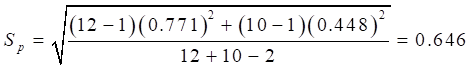 S_p = √(((12 − 1)(0.771)² + (10 − 1)(0.448)²) / (12 + 10 − 2)) = 0.646